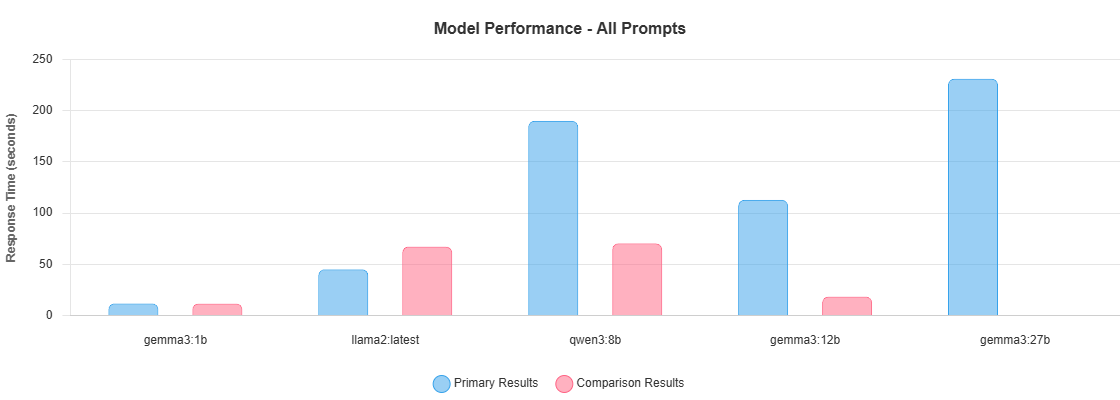 Model Performance - All Prompts
Response Time (seconds)
250
200
150
100
50
0
gemma3:1b
llama2:latest
qwen3:8b
gemma3:12b
gemma3:27b
Primary Results
Comparison Results